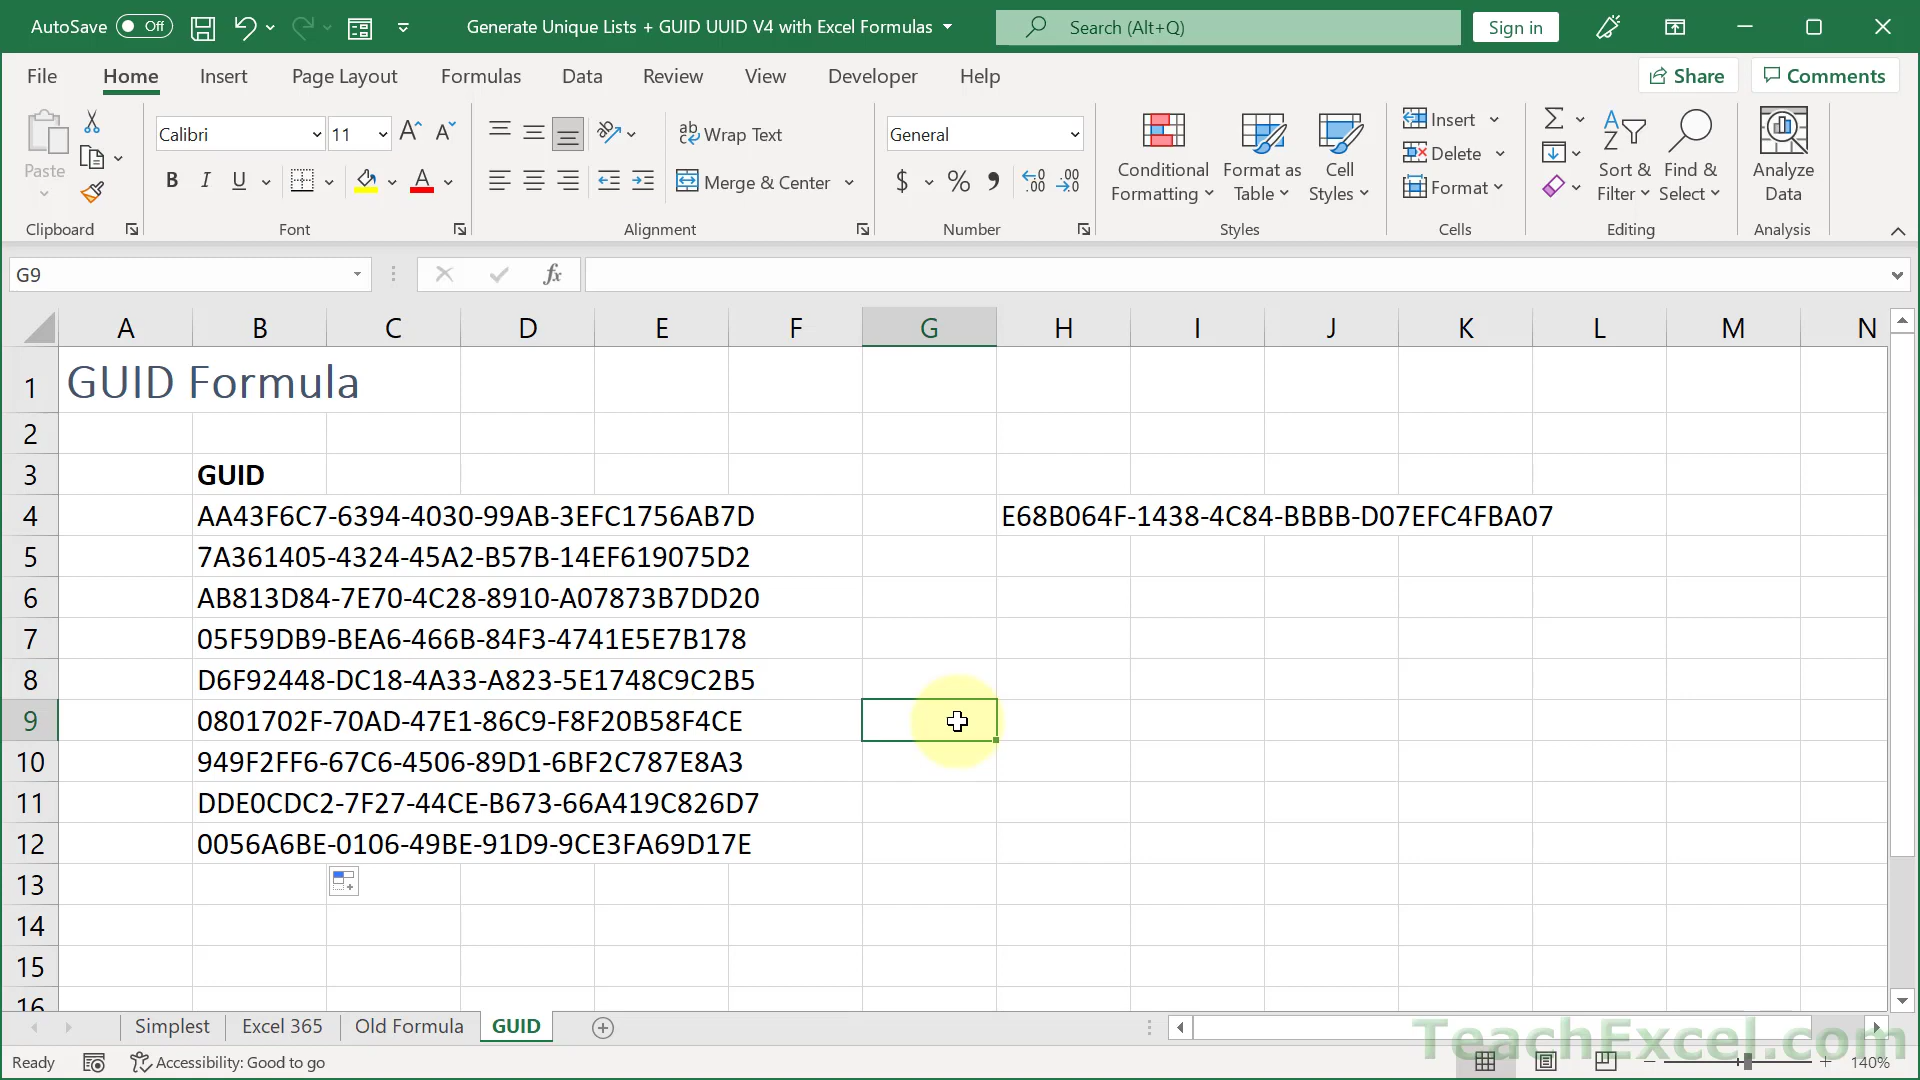 AutoSave Off Generate Unique Lists + GUID UUID V4 with Excel Formulas Search (Alt+Q) Sign in
File Home Insert Page Layout Formulas Data Review View Developer Help Share Comments
Paste
Calibri 11
B I U
A A
ab Wrap Text
Merge & Center
General
$ % ,
Conditional Formatting
Format as Table
Cell Styles
Insert
Delete
Format
Sort & Filter
Find & Select
Analyze Data
Clipboard Font Alignment Number Styles Cells Editing Analysis
G9 fx
A B C D E F G H I J K L M N
1 GUID Formula
2
3 GUID
4 AA43F6C7-6394-4030-99AB-3EFC1756AB7D E68B064F-1438-4C84-BBBB-D07EFC4FBA07
5 7A361405-4324-45A2-B57B-14EF619075D2
6 AB813D84-7E70-4C28-8910-A07873B7DD20
7 05F59DB9-BEA6-466B-84F3-4741E5E7B178
8 D6F92448-DC18-4A33-A823-5E1748C9C2B5
9 0801702F-70AD-47E1-86C9-F8F20B58F4CE
10 949F2FF6-67C6-4506-89D1-6BF2C787E8A3
11 DDE0CDC2-7F27-44CE-B673-66A419C826D7
12 0056A6BE-0106-49BE-91D9-9CE3FA69D17E
13
14
15
16
Simplest Excel 365 Old Formula GUID
TeachExcel.com
Ready Accessibility: Good to go 140%